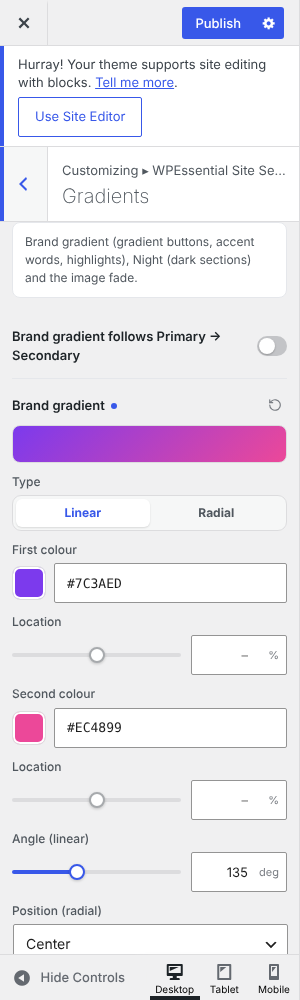 Publish
Hurray! Your theme supports site editing
with blocks. Tell me more.
Use Site Editor
Customizing ▸ WPEssential Site Se...
Gradients
Brand gradient (gradient buttons, accent
words, highlights), Night (dark sections)
and the image fade.
Brand gradient follows Primary →
Secondary
Brand gradient
Type
Linear
Radial
First colour
#7C3AED
Location
– %
Second colour
#EC4899
Location
– %
Angle (linear)
135 deg
Position (radial)
Center
Hide Controls
Desktop
Tablet
Mobile